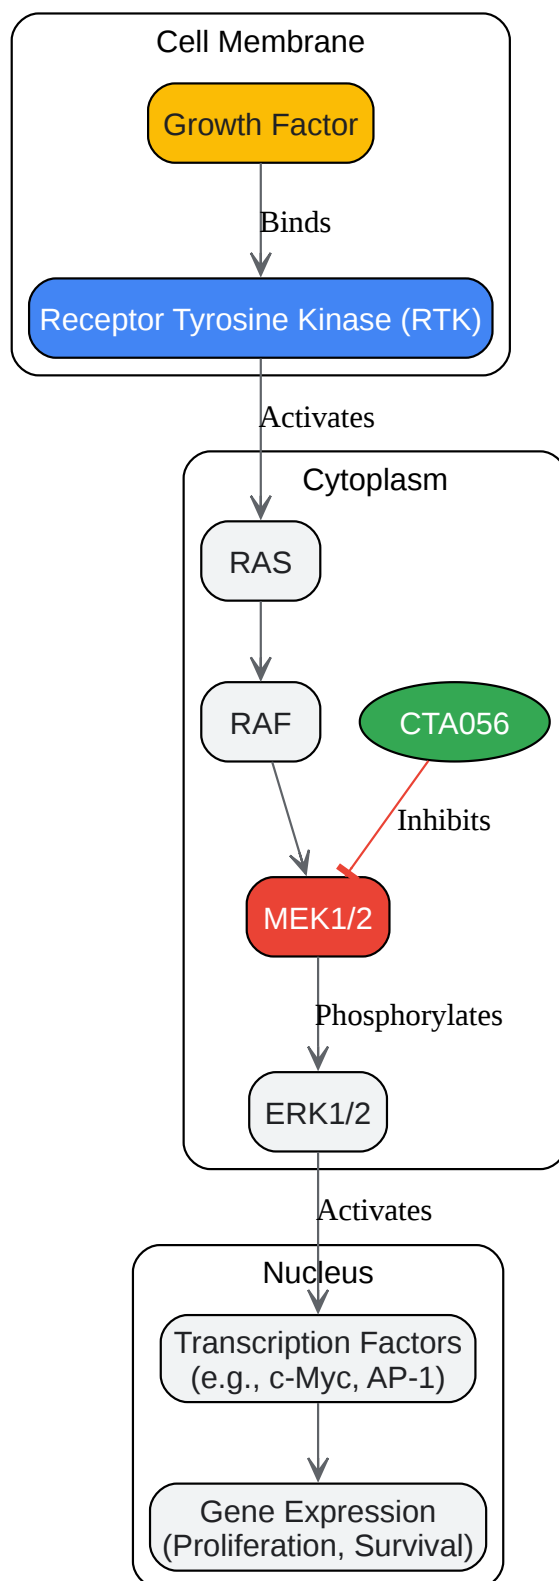 Cell Membrane
Growth Factor
Binds
Receptor Tyrosine Kinase (RTK)
Activates
Cytoplasm
RAS
RAF
CTA056
Inhibits
MEK1/2
Phosphorylates
ERK1/2
Activates
Nucleus
Transcription Factors
(e.g., c-Myc, AP-1)
Gene Expression
(Proliferation, Survival)